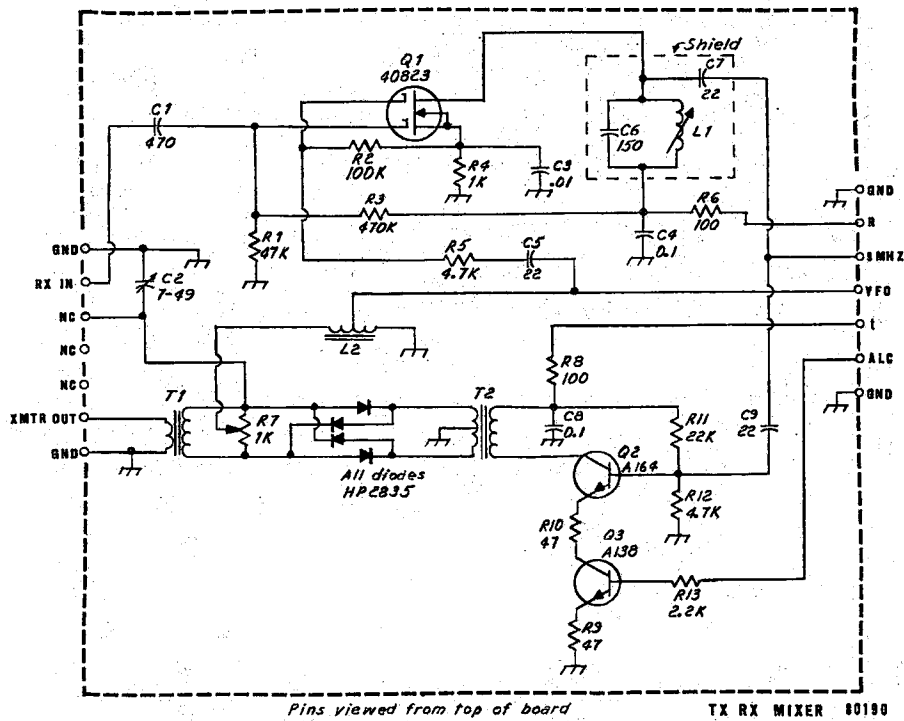 Shield
Q1
40823
C7
22
C1
470
C6
150
L1
R2
100K
R4
1K
C3
.01
GND
R3
470K
R6
100
R
R1
47K
C4
0.1
R5
4.7K
C5
22
GND
9MHZ
RX IN
C2
7-49
VFO
NC
L2
t
NC
R8
100
ALC
NC
T1
T2
GND
XMTR OUT
R7
1K
C8
0.1
R11
22K
C9
22
GND
All diodes
HP2835
Q2
A164
R12
4.7K
R10
47
Q3
A138
R13
2.2K
R9
47
Pins viewed from top of board
TX RX MIXER 80190